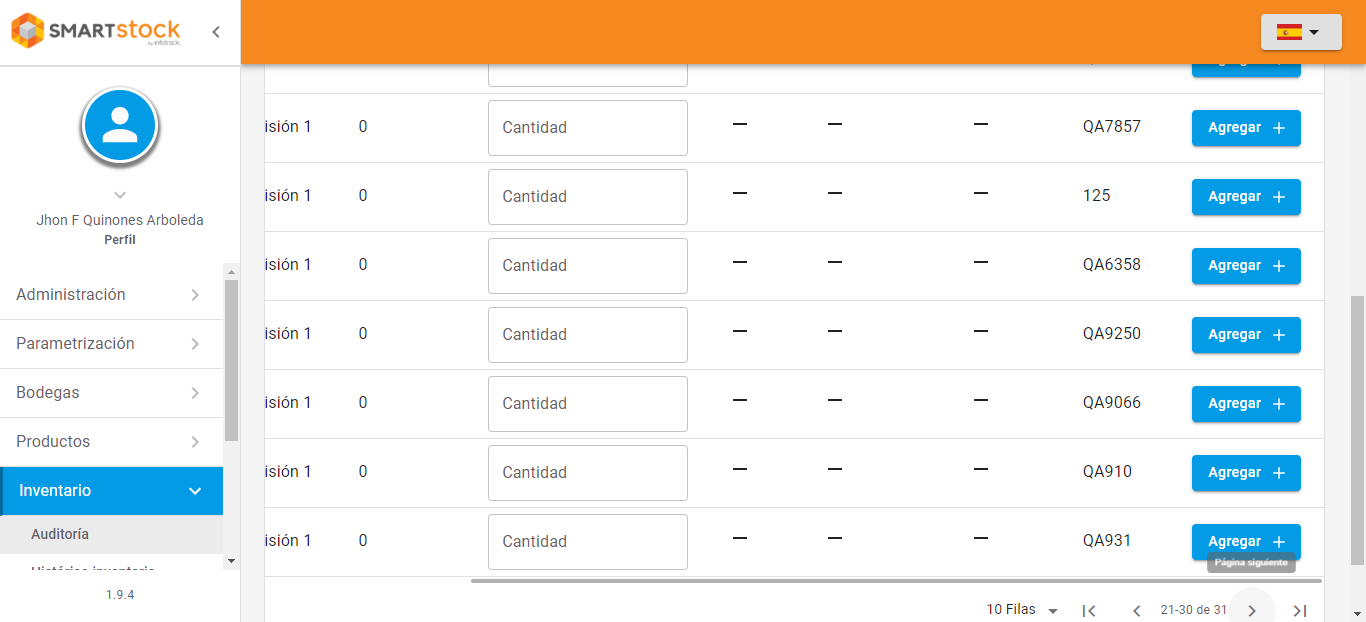 SMARTstock
by infotrack.
Jhon F Quinones Arboleda
Perfil
Administración
Parametrización
Bodegas
Productos
Inventario
Auditoría
Histórico inventario
1.9.4
isión 1 0 Cantidad — — — QA7857 Agregar +
isión 1 0 Cantidad — — — 125 Agregar +
isión 1 0 Cantidad — — — QA6358 Agregar +
isión 1 0 Cantidad — — — QA9250 Agregar +
isión 1 0 Cantidad — — — QA9066 Agregar +
isión 1 0 Cantidad — — — QA910 Agregar +
isión 1 0 Cantidad — — — QA931 Agregar +
Página siguiente
10 Filas 21-30 de 31